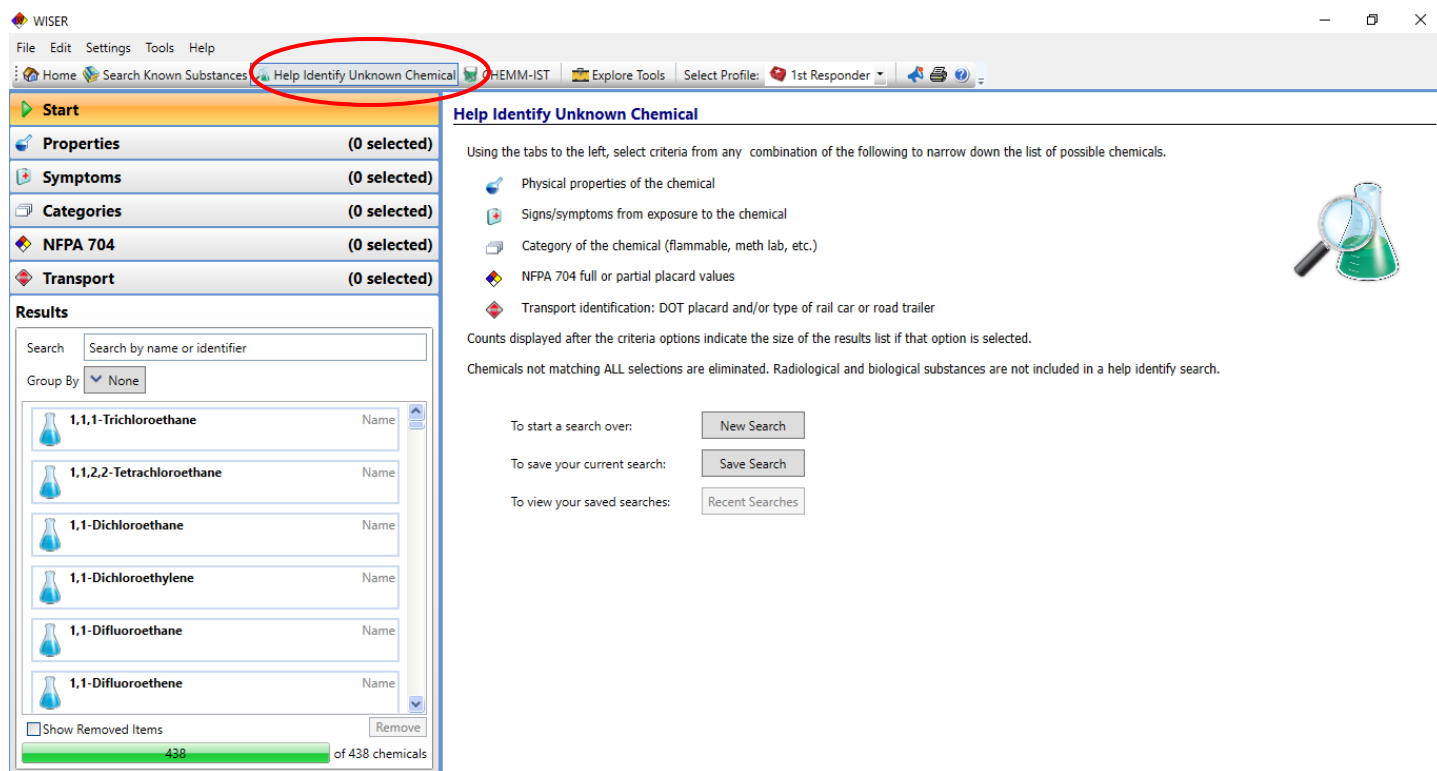 WISER
File Edit Settings Tools Help
Home Search Known Substances Help Identify Unknown Chemical CHEMM-IST Explore Tools Select Profile: 1st Responder
Start
Properties (0 selected)
Symptoms (0 selected)
Categories (0 selected)
NFPA 704 (0 selected)
Transport (0 selected)
Results
Search Search by name or identifier
Group By None
1,1,1-Trichloroethane Name
1,1,2,2-Tetrachloroethane Name
1,1-Dichloroethane Name
1,1-Dichloroethylene Name
1,1-Difluoroethane Name
1,1-Difluoroethene Name
Show Removed Items Remove
438 of 438 chemicals
Help Identify Unknown Chemical
Using the tabs to the left, select criteria from any combination of the following to narrow down the list of possible chemicals.
Physical properties of the chemical
Signs/symptoms from exposure to the chemical
Category of the chemical (flammable, meth lab, etc.)
NFPA 704 full or partial placard values
Transport identification: DOT placard and/or type of rail car or road trailer
Counts displayed after the criteria options indicate the size of the results list if that option is selected.
Chemicals not matching ALL selections are eliminated. Radiological and biological substances are not included in a help identify search.
To start a search over: New Search
To save your current search: Save Search
To view your saved searches: Recent Searches